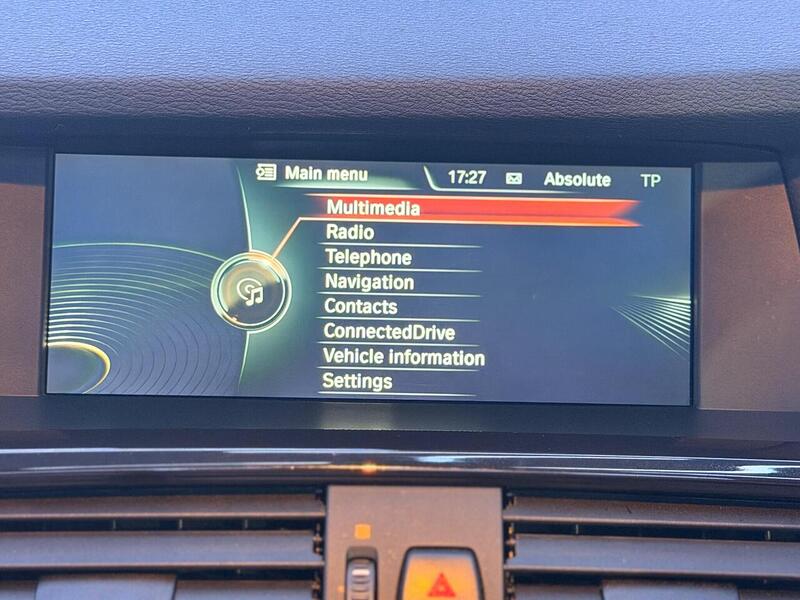 Main menu 17:27 Absolute TP
Multimedia
Radio
Telephone
Navigation
Contacts
ConnectedDrive
Vehicle information
Settings